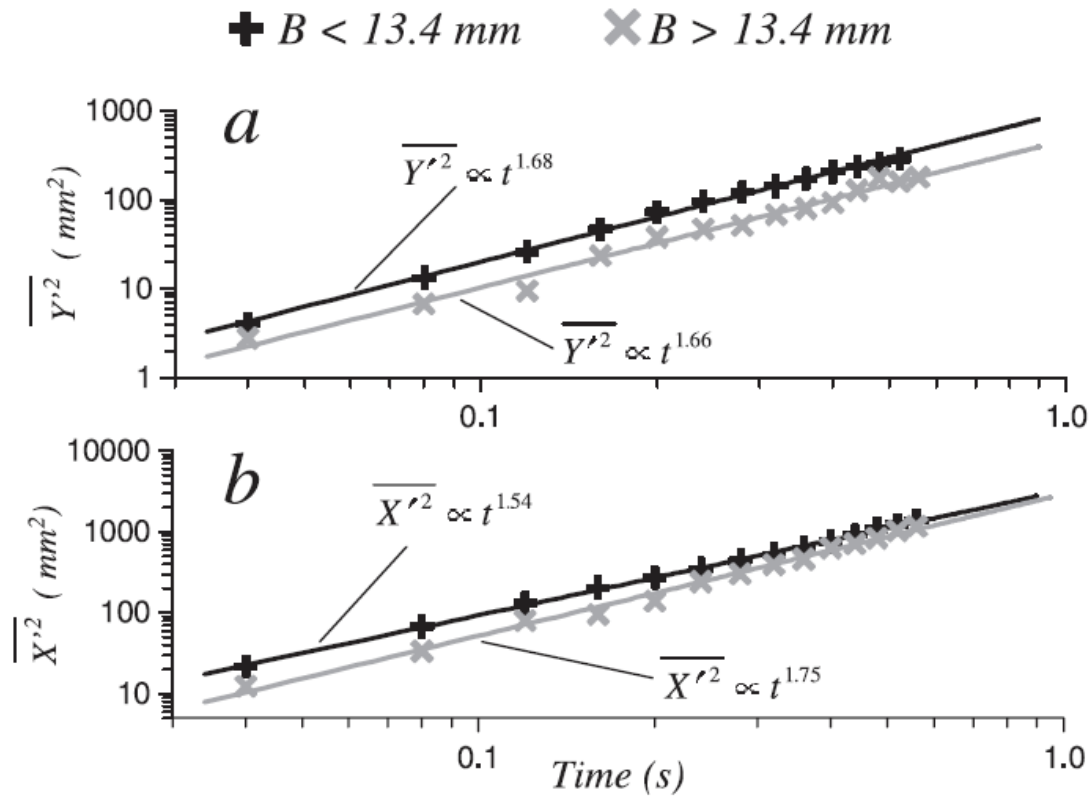 B < 13.4 mm B > 13.4 mm
a
1000
100
10
1
Y'² ( mm²)
Y'² ∝ t^1.68
Y'² ∝ t^1.66
0.1 1.0
b
10000
1000
100
10
X'² ( mm²)
X'² ∝ t^1.54
X'² ∝ t^1.75
0.1 1.0
Time (s)